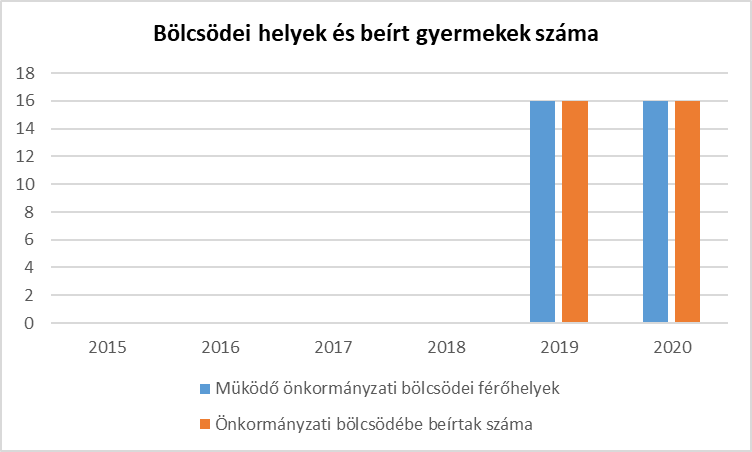 Bölcsödei helyek és beírt gyermekek száma
18
16
14
12
10
8
6
4
2
0
2015 2016 2017 2018 2019 2020
Müködő önkormányzati bölcsödei férőhelyek
Önkormányzati bölcsödébe beírtak száma